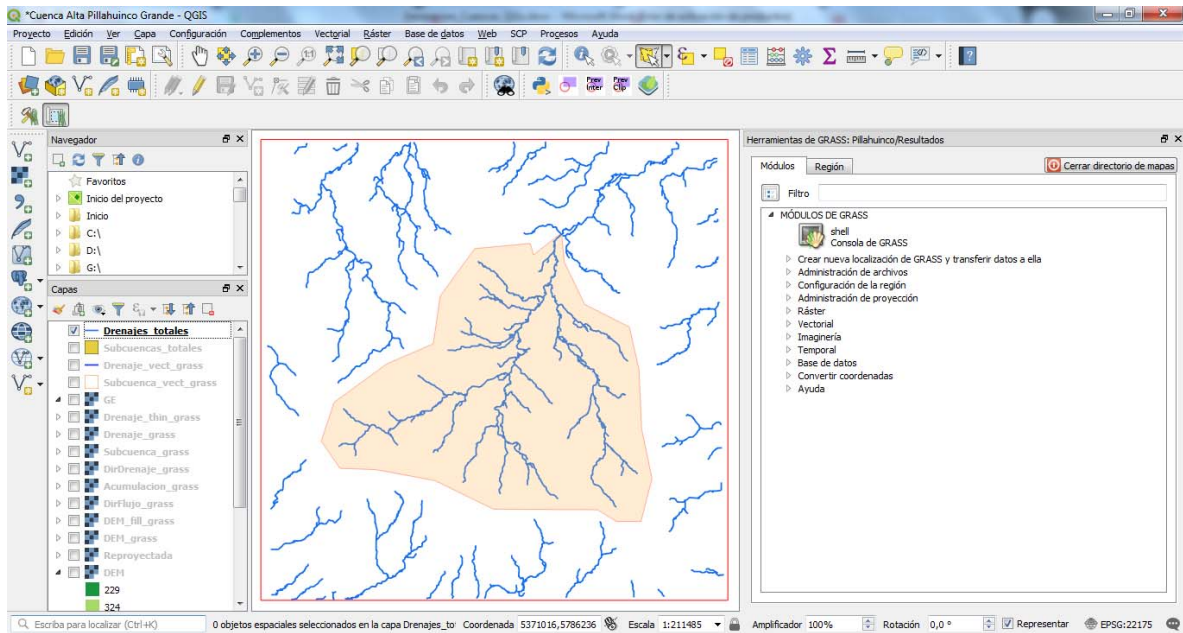 *Cuenca Alta Pillahuinco Grande - QGIS
Proyecto Edición Ver Capa Configuración Complementos Vectorial Ráster Base de datos Web SCP Procesos Ayuda
Prev Inter
Prev Clip
Navegador
Favoritos
Inicio del proyecto
Inicio
C:\
D:\
G:\
Capas
Drenajes_totales
Subcuencas_totales
Drenaje_vect_grass
Subcuenca_vect_grass
GE
Drenaje_thin_grass
Drenaje_grass
Subcuenca_grass
DirDrenaje_grass
Acumulacion_grass
DirFlujo_grass
DEM_fill_grass
DEM_grass
Reproyectada
DEM
229
324
Herramientas de GRASS: Pillahuinco/Resultados
Módulos Región Cerrar directorio de mapas
Filtro
MÓDULOS DE GRASS
shell
Consola de GRASS
Crear nueva localización de GRASS y transferir datos a ella
Administración de archivos
Configuración de la región
Administración de proyección
Ráster
Vectorial
Imaginería
Temporal
Base de datos
Convertir coordenadas
Ayuda
Escriba para localizar (Ctrl+K) 0 objetos espaciales seleccionados en la capa Drenajes_to Coordenada 5371016,5786236 Escala 1:211485 Amplificador 100% Rotación 0,0 ° Representar EPSG:22175